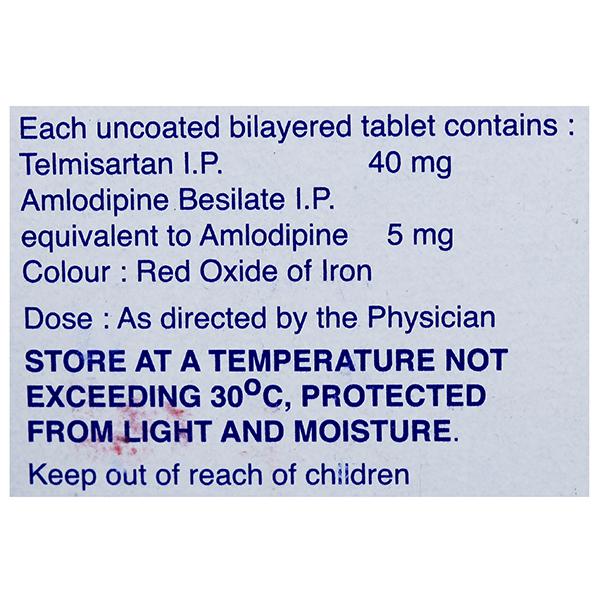 Each uncoated bilayered tablet contains :
Telmisartan I.P. 40 mg
Amlodipine Besilate I.P.
equivalent to Amlodipine 5 mg
Colour : Red Oxide of Iron
Dose : As directed by the Physician
STORE AT A TEMPERATURE NOT
EXCEEDING 30ºC, PROTECTED
FROM LIGHT AND MOISTURE.
Keep out of reach of children